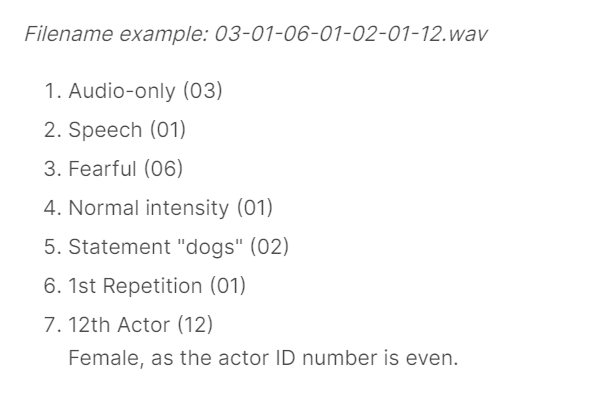 Filename example: 03-01-06-01-02-01-12.wav
1. Audio-only (03)
2. Speech (01)
3. Fearful (06)
4. Normal intensity (01)
5. Statement "dogs" (02)
6. 1st Repetition (01)
7. 12th Actor (12)
Female, as the actor ID number is even.